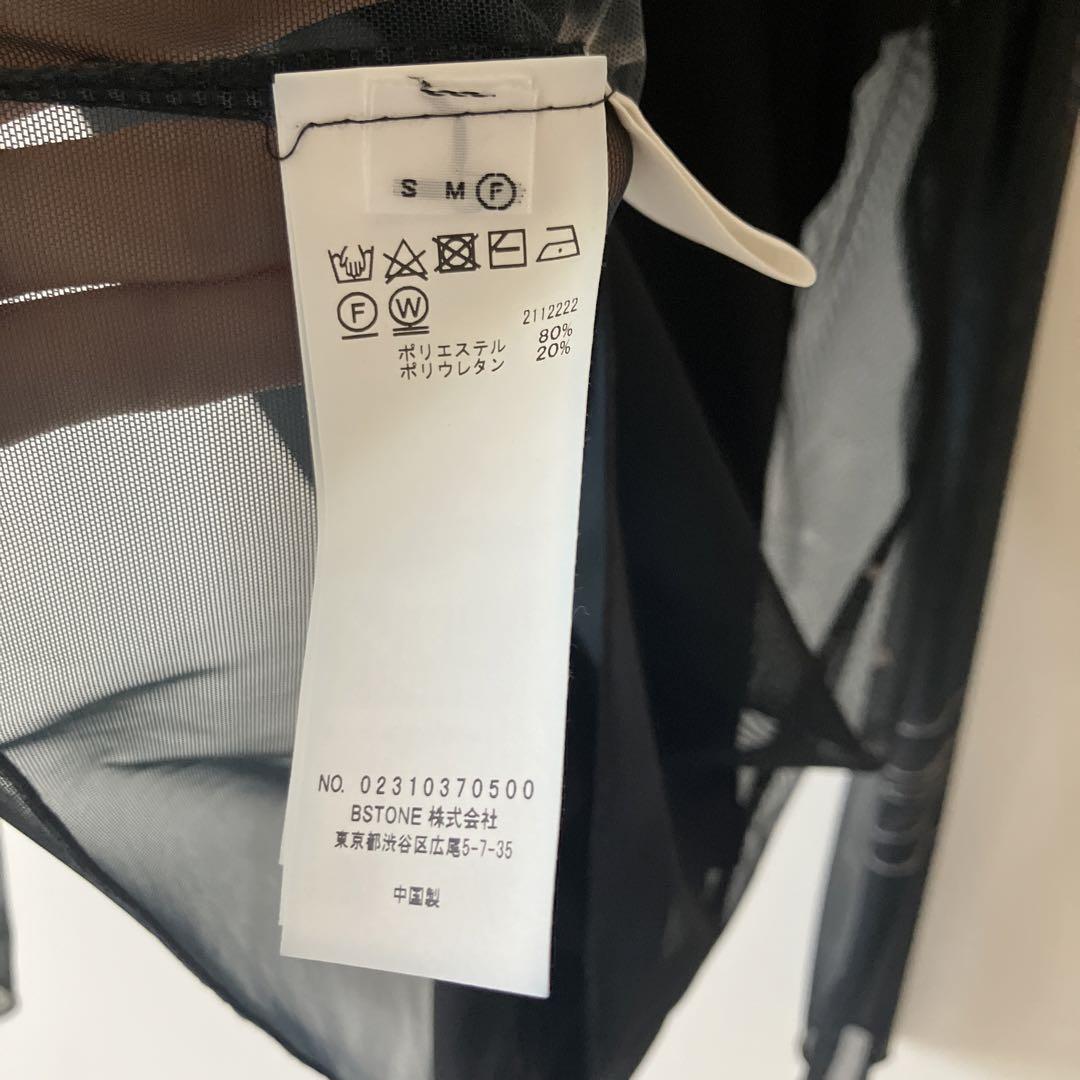 S M F
F W
2112222
ポリエステル 80%
ポリウレタン 20%
NO. 02310370500
BSTONE 株式会社
東京都渋谷区広尾5-7-35
中国製